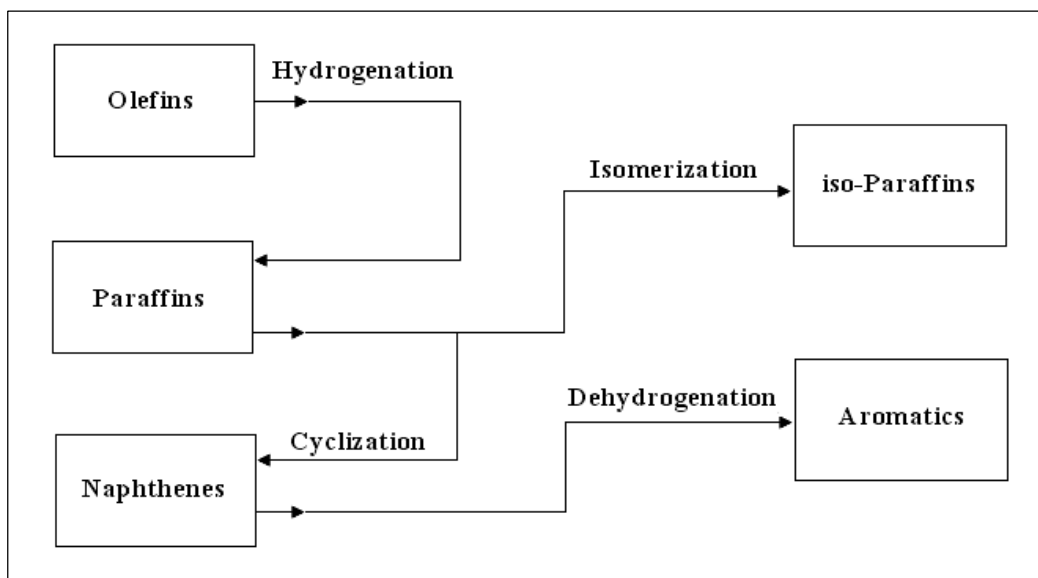 Hydrogenation
Olefins
Isomerization
iso-Paraffins
Paraffins
Dehydrogenation
Aromatics
Cyclization
Naphthenes